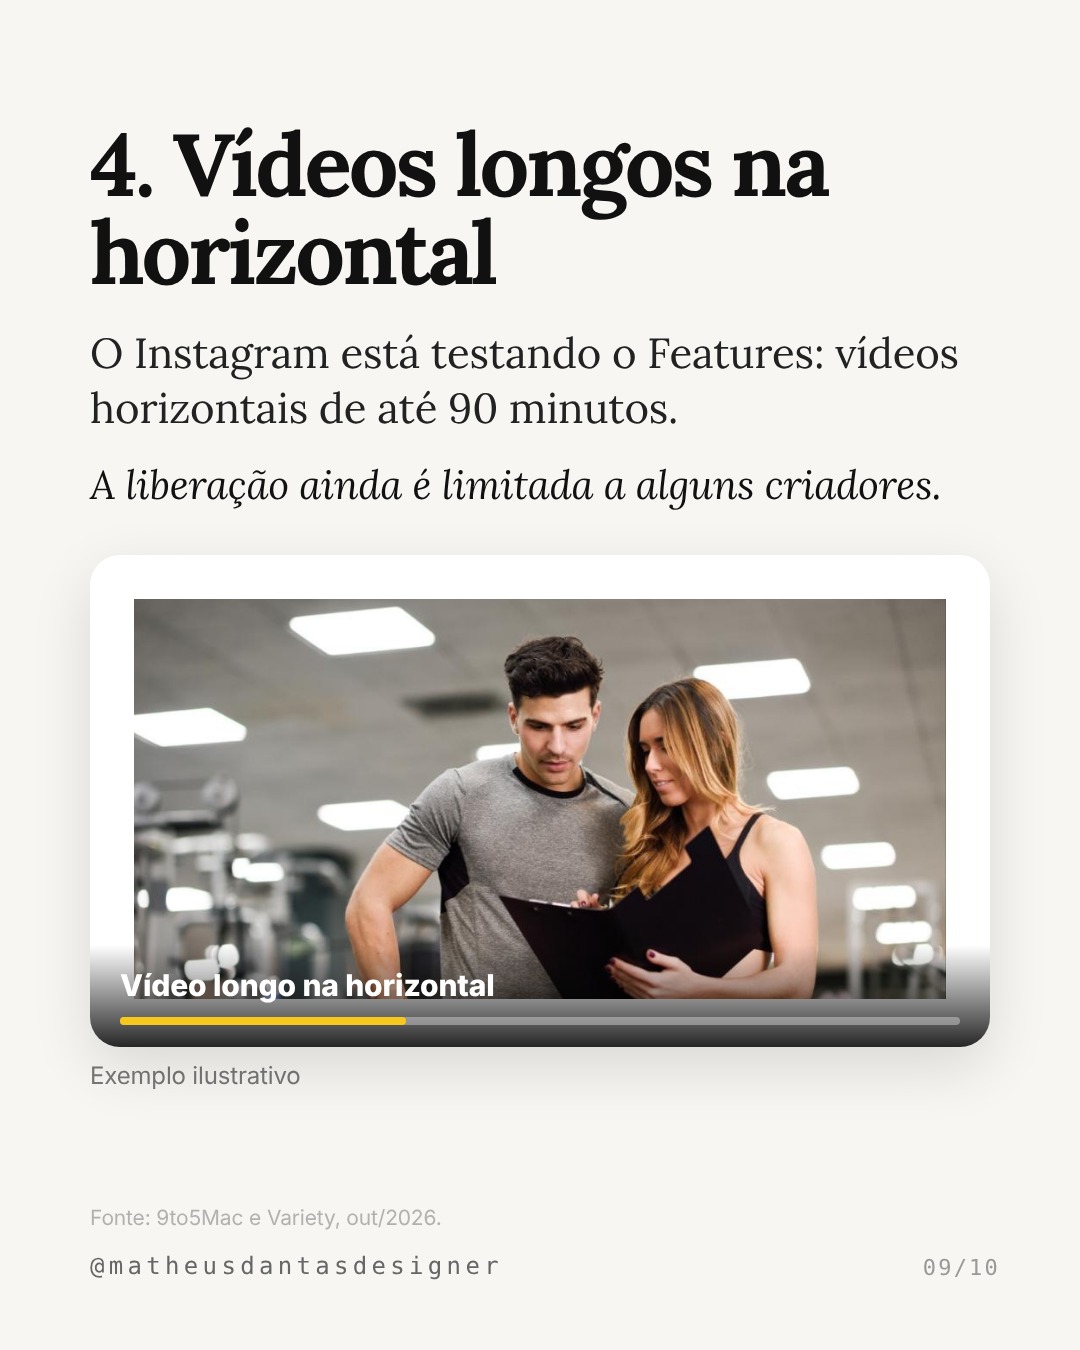 4. Vídeos longos na
horizontal
O Instagram está testando o Features: vídeos
horizontais de até 90 minutos.
A liberação ainda é limitada a alguns criadores.
Vídeo longo na horizontal
Exemplo ilustrativo
Fonte: 9to5Mac e Variety, out/2026.
@matheusdantasdesigner
09/10